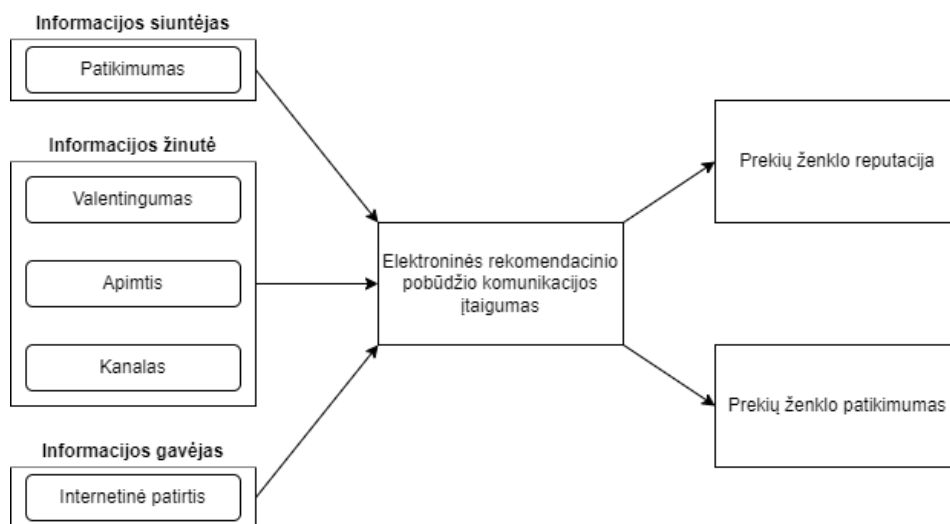 Informacijos siuntėjas
Patikimumas
Informacijos žinutė
Valentingumas
Apimtis
Kanalas
Informacijos gavėjas
Internetinė patirtis
Elektroninės rekomendacinio
pobūdžio komunikacijos
įtaigumas
Prekių ženklo reputacija
Prekių ženklo patikimumas